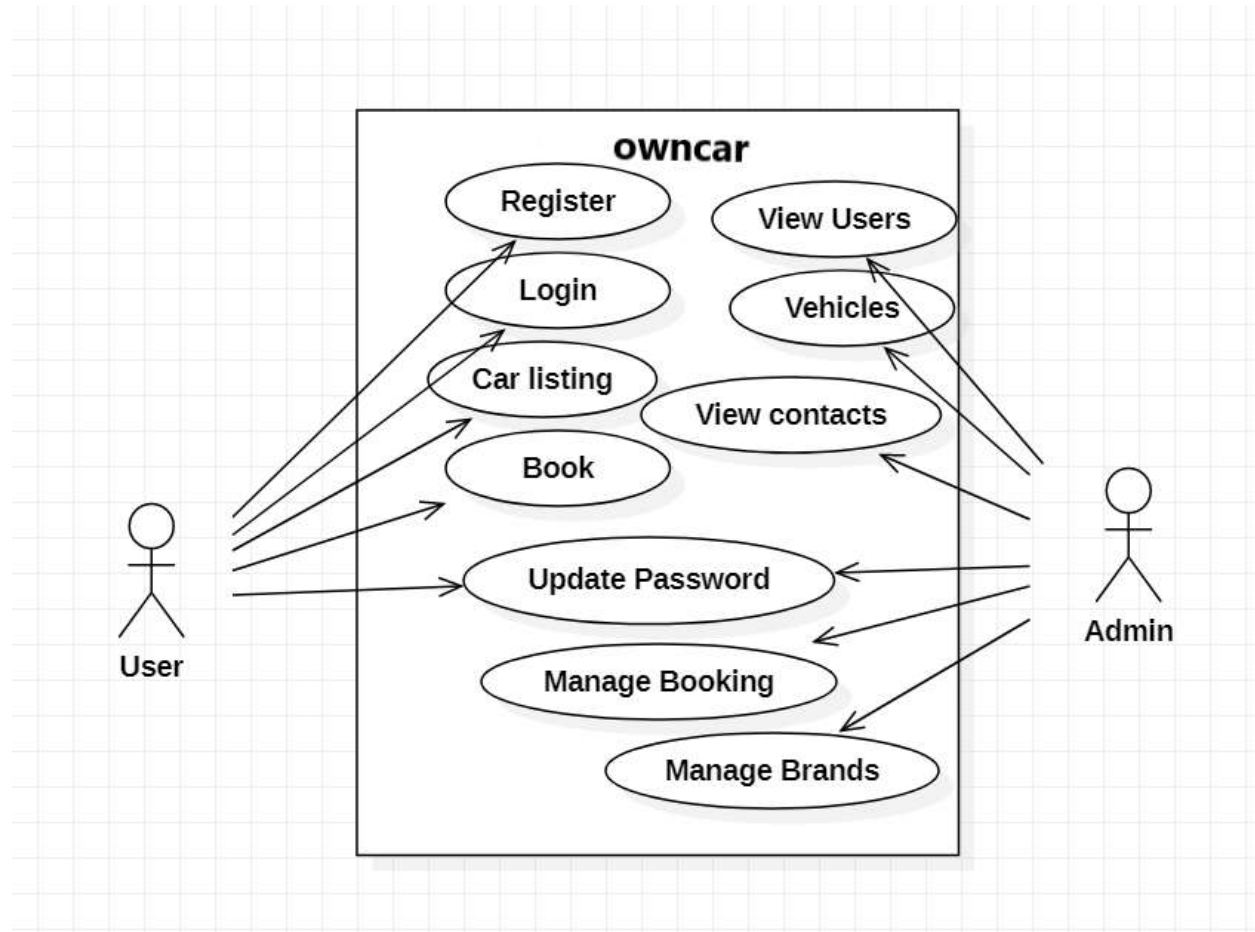 owncar
Register
View Users
Login
Vehicles
Car listing
View contacts
Book
Update Password
Manage Booking
Manage Brands
User
Admin